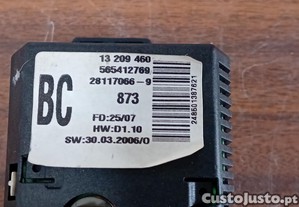 13 209 460
565412769
28117066-9
BC 873
FD:25/07
HW:D1.10
SW:30.03.2006/0
248601387621
CustoJusto.pt